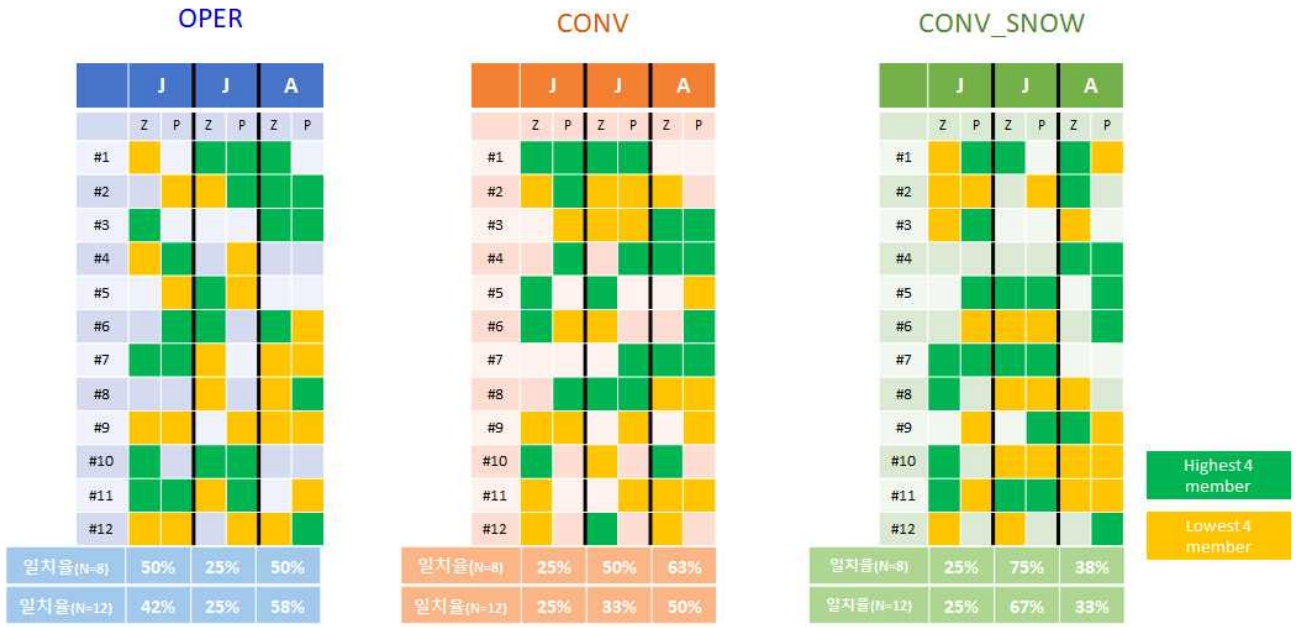 OPER CONV CONV_SNOW
J J A J J A J J A
Z P Z P Z P Z P Z P Z P Z P Z P Z P
#1 #1 #1
#2 #2 #2
#3 #3 #3
#4 #4 #4
#5 #5 #5
#6 #6 #6
#7 #7 #7
#8 #8 #8
#9 #9 #9
#10 #10 #10
#11 #11 #11
#12 #12 #12
일치율(N=8) 50% 25% 50% 일치율(N=8) 25% 50% 63% 일치율(N=8) 25% 75% 38%
일치율(N=12) 42% 25% 58% 일치율(N=12) 25% 33% 50% 일치율(N=12) 25% 67% 33%
Highest 4
member
Lowest 4
member